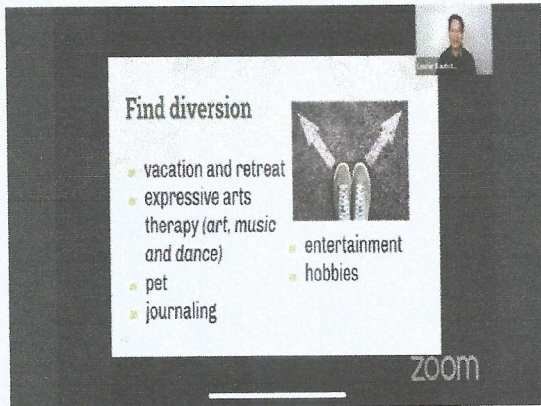 Find diversion
vacation and retreat
expressive arts
therapy (art, music
and dance)
pet
journaling
entertainment
hobbies
zoom